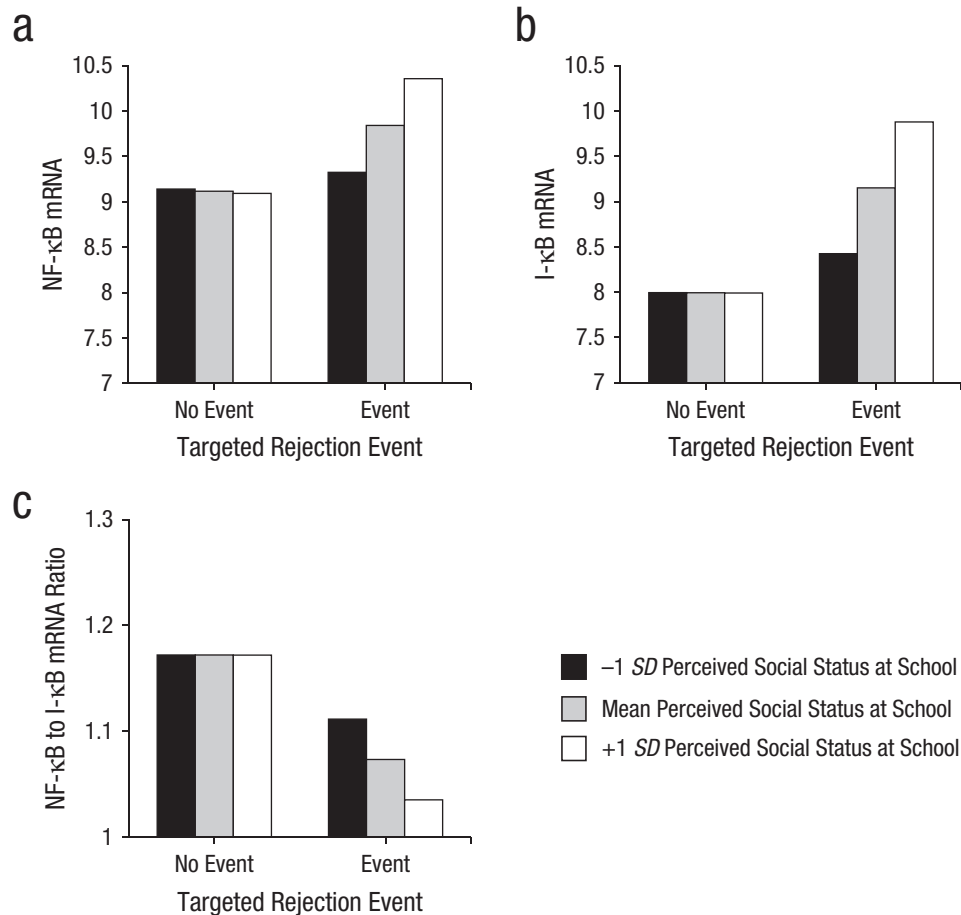 a
NF-κB mRNA
10.5
10
9.5
9
8.5
8
7.5
7
No Event
Event
Targeted Rejection Event
b
I-κB mRNA
10.5
10
9.5
9
8.5
8
7.5
7
No Event
Event
Targeted Rejection Event
c
NF-κB to I-κB mRNA Ratio
1.3
1.2
1.1
1
No Event
Event
Targeted Rejection Event
–1 SD Perceived Social Status at School
Mean Perceived Social Status at School
+1 SD Perceived Social Status at School